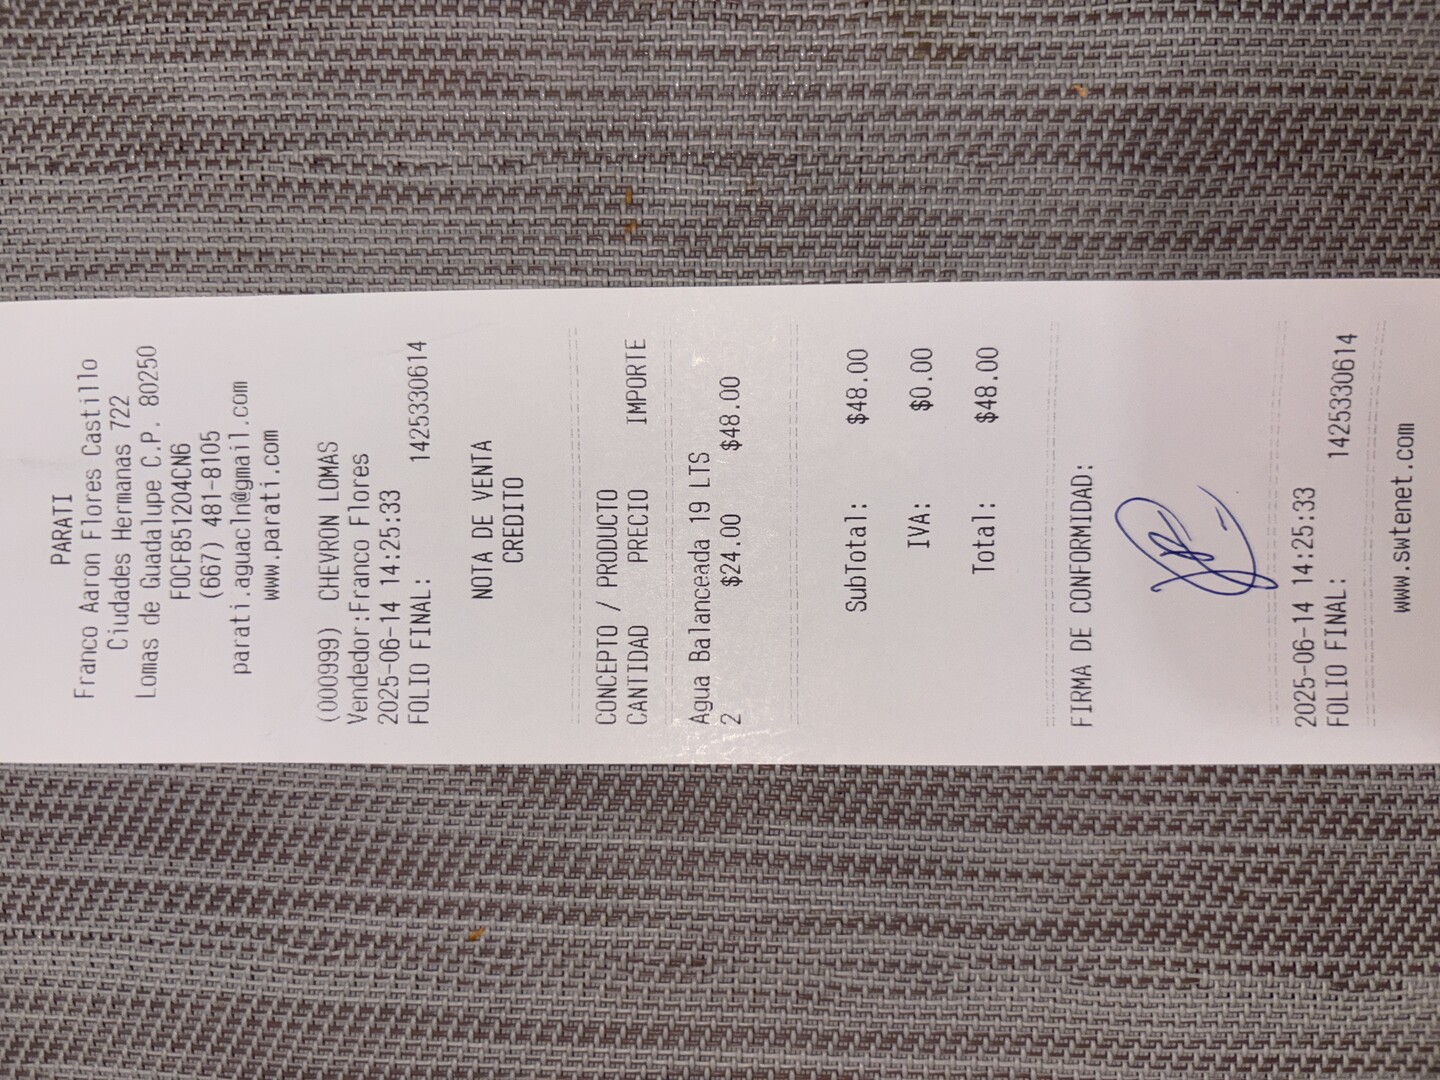 PARATI
Franco Aaron Flores Castillo
Ciudades Hermanas 722
Lomas de Guadalupe C.P. 80250
FOCF851204CN6
(667) 481-8105
parati.aguacln@gmail.com
www.parati.com
(000999) CHEVRON LOMAS
Vendedor:Franco Flores
2025-06-14 14:25:33
FOLIO FINAL: 1425330614
NOTA DE VENTA
CREDITO
CONCEPTO / PRODUCTO
CANTIDAD PRECIO IMPORTE
Agua Balanceada 19 LTS
2 $24.00 $48.00
SubTotal: $48.00
IVA: $0.00
Total: $48.00
FIRMA DE CONFORMIDAD:
2025-06-14 14:25:33
FOLIO FINAL: 1425330614
www.swtenet.com